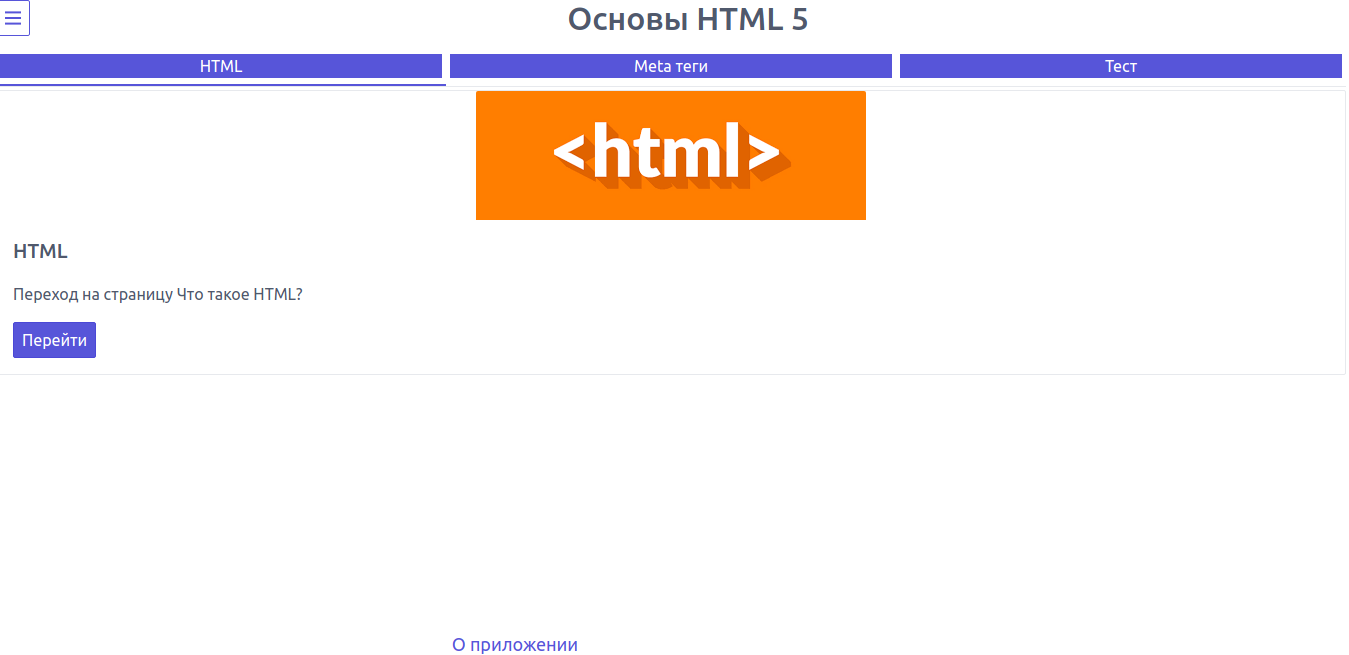 Основы HTML 5
HTML
Meta теги
Тест
<html>
HTML
Переход на страницу Что такое HTML?
Перейти
О приложении